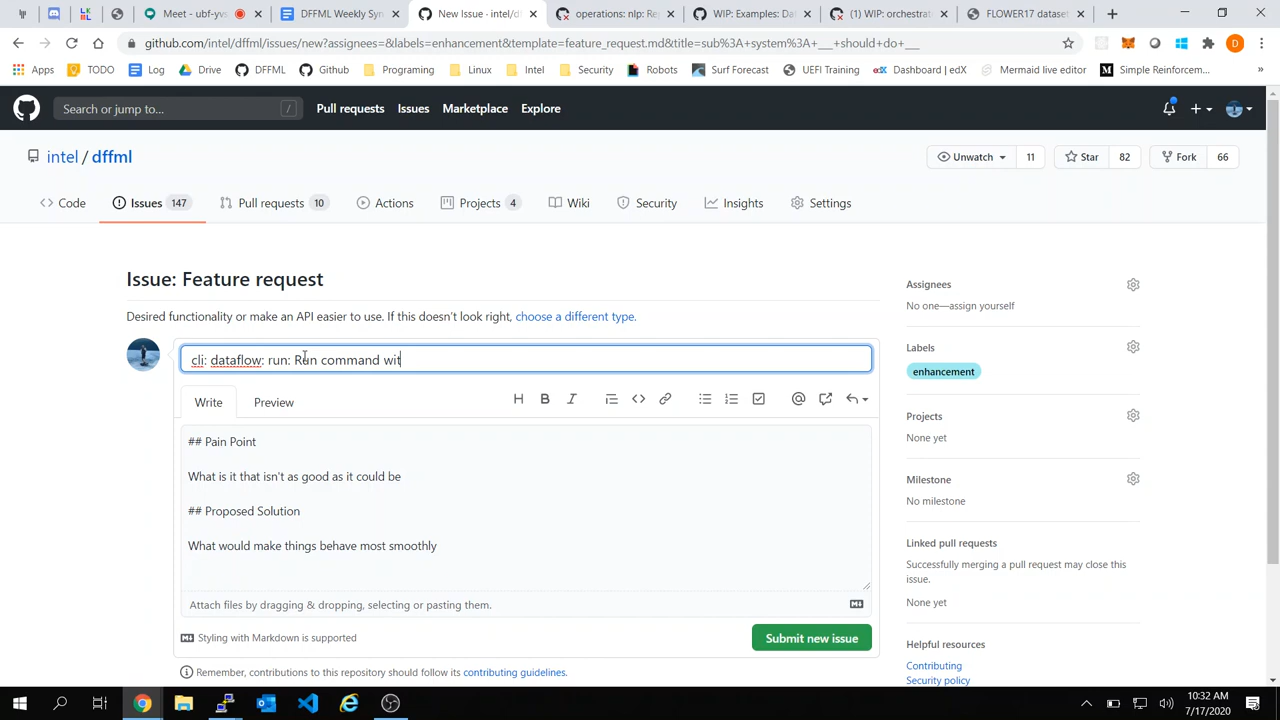 Meet - ubf-yvs
DFFML Weekly Syn
New Issue · intel/d
operations: nlp: Re
WIP: Examples: Da
(1) WIP: orchestrat
FLOWER17 dataset
github.com/intel/dffml/issues/new?assignees=&labels=enhancement&template=feature_request.md&title=sub%3A+system%3A+___+should+do+___
Apps
TODO
Log
Drive
DFFML
Github
Programing
Linux
Intel
Security
Robots
Surf Forecast
UEFI Training
Dashboard | edX
Mermaid live editor
Simple Reinforcem...
»
Search or jump to...
/
Pull requests
Issues
Marketplace
Explore
intel / dffml
Unwatch 11
Star 82
Fork 66
Code
Issues 147
Pull requests 10
Actions
Projects 4
Wiki
Security
Insights
Settings
Issue: Feature request
Desired functionality or make an API easier to use. If this doesn't look right, choose a different type.
cli: dataflow: run: Run command wit
Write
Preview
## Pain Point
What is it that isn't as good as it could be
## Proposed Solution
What would make things behave most smoothly
Attach files by dragging & dropping, selecting or pasting them.
Styling with Markdown is supported
Submit new issue
Remember, contributions to this repository should follow its contributing guidelines.
Assignees
No one—assign yourself
Labels
enhancement
Projects
None yet
Milestone
No milestone
Linked pull requests
Successfully merging a pull request may close this
issue.
None yet
Helpful resources
Contributing
Security policy
10:32 AM
7/17/2020